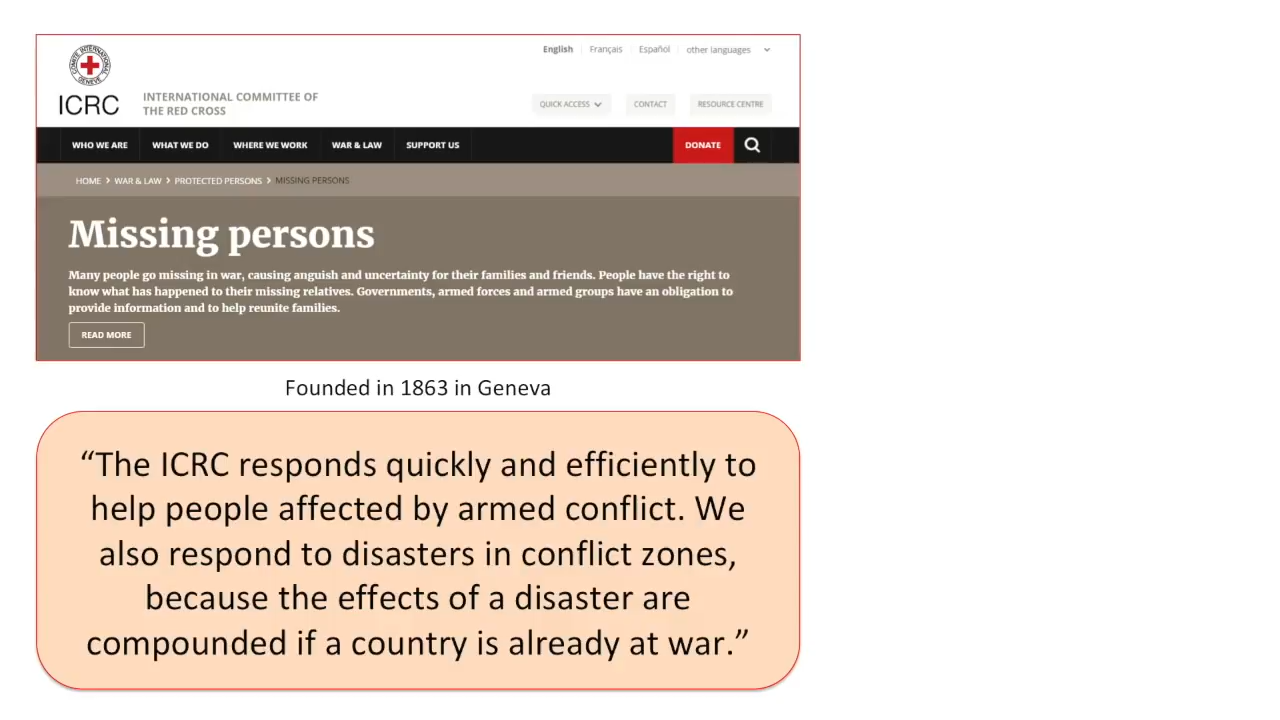 English Français Español other languages
COMITE INTERNATIONAL GENEVE
ICRC
INTERNATIONAL COMMITTEE OF
THE RED CROSS
QUICK ACCESS CONTACT RESOURCE CENTRE
WHO WE ARE WHAT WE DO WHERE WE WORK WAR & LAW SUPPORT US DONATE
HOME > WAR & LAW > PROTECTED PERSONS > MISSING PERSONS
Missing persons
Many people go missing in war, causing anguish and uncertainty for their families and friends. People have the right to
know what has happened to their missing relatives. Governments, armed forces and armed groups have an obligation to
provide information and to help reunite families.
READ MORE
Founded in 1863 in Geneva
“The ICRC responds quickly and efficiently to
help people affected by armed conflict. We
also respond to disasters in conflict zones,
because the effects of a disaster are
compounded if a country is already at war.”